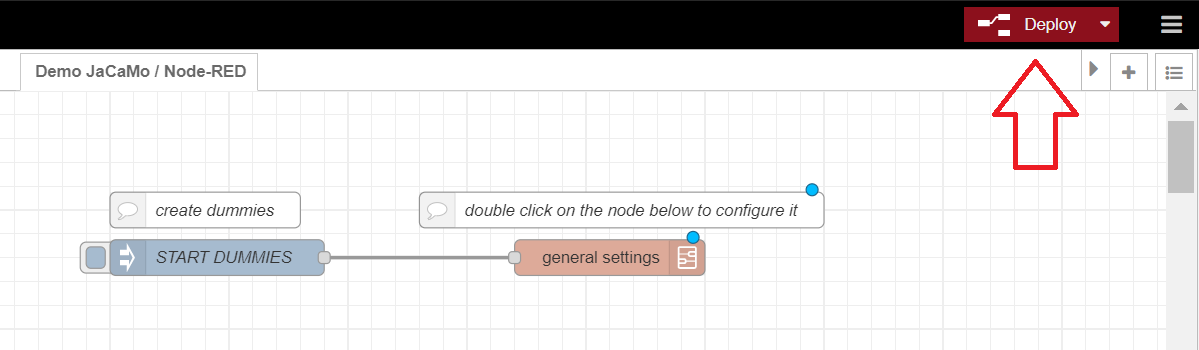 Deploy
Demo JaCaMo / Node-RED
create dummies
double click on the node below to configure it
START DUMMIES
general settings